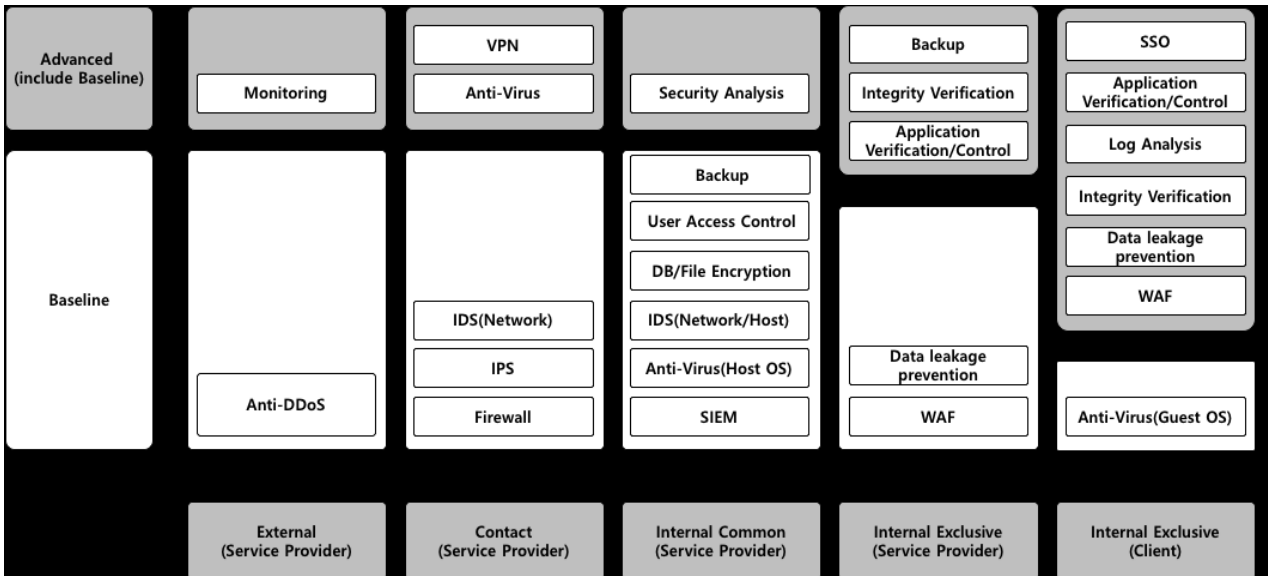 Advanced
(include Baseline)
Monitoring
VPN
Anti-Virus
Security Analysis
Backup
Integrity Verification
Application
Verification/Control
SSO
Application
Verification/Control
Log Analysis
Integrity Verification
Data leakage
prevention
WAF
Baseline
Anti-DDoS
IDS(Network)
IPS
Firewall
Backup
User Access Control
DB/File Encryption
IDS(Network/Host)
Anti-Virus(Host OS)
SIEM
Data leakage
prevention
WAF
Anti-Virus(Guest OS)
External
(Service Provider)
Contact
(Service Provider)
Internal Common
(Service Provider)
Internal Exclusive
(Service Provider)
Internal Exclusive
(Client)